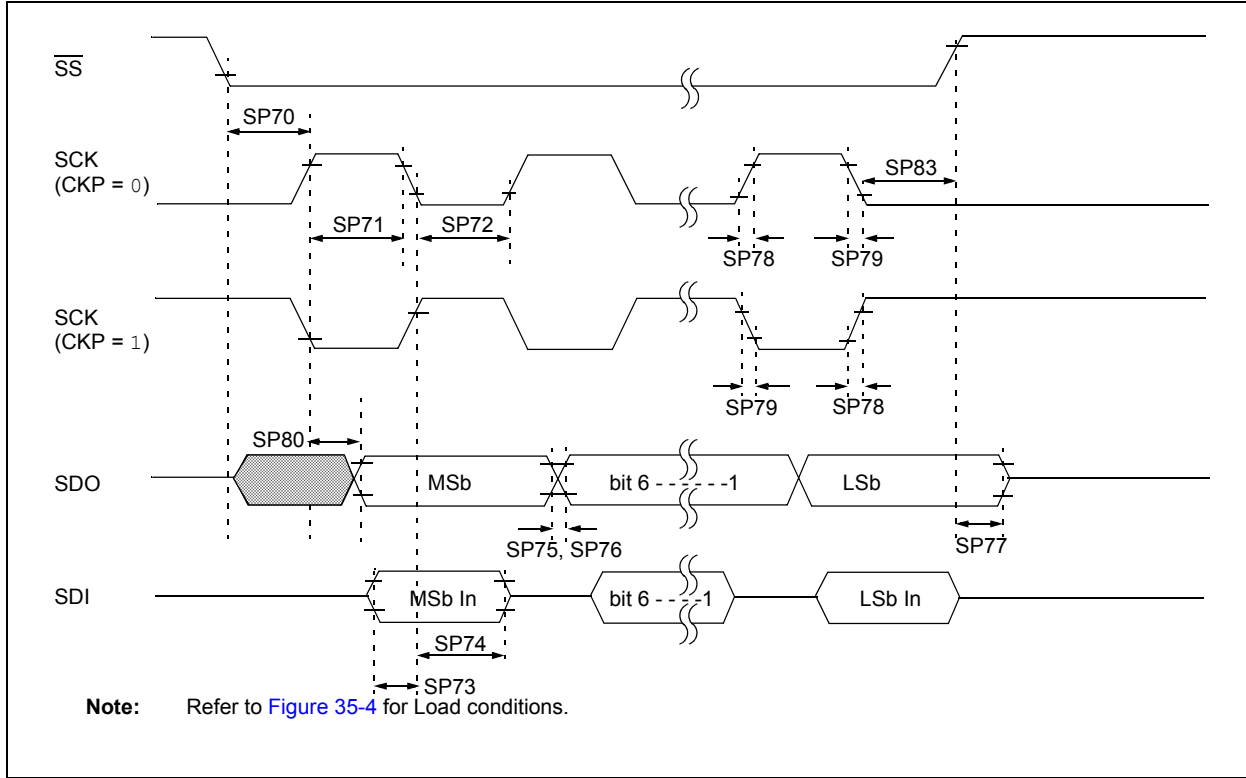 SS
SP70
SCK
(CKP = 0)
SP83
SP71
SP72
SP78
SP79
SCK
(CKP = 1)
SP79
SP78
SP80
SDO
MSb
bit 6 - - - - - -1
LSb
SP75, SP76
SP77
SDI
MSb In
bit 6 - - - -1
LSb In
SP74
SP73
Note: Refer to Figure 35-4 for Load conditions.